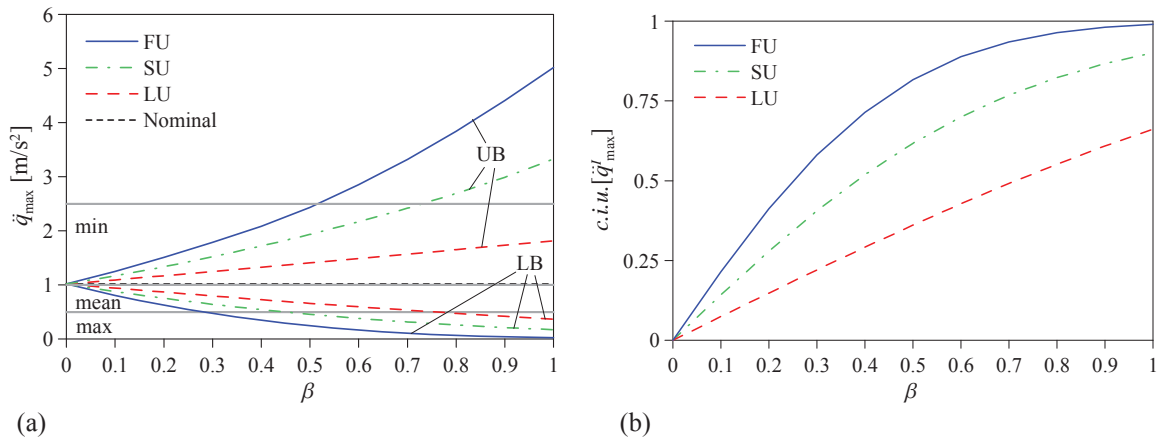 6
5
4
3
2
1
0
q̈max [m/s²]
FU
SU
LU
Nominal
UB
LB
min
mean
max
0 0.1 0.2 0.3 0.4 0.5 0.6 0.7 0.8 0.9 1
β
(a)
1
0.75
0.5
0.25
0
c.i.u.[q̈ᴵmax]
FU
SU
LU
0 0.1 0.2 0.3 0.4 0.5 0.6 0.7 0.8 0.9 1
β
(b)